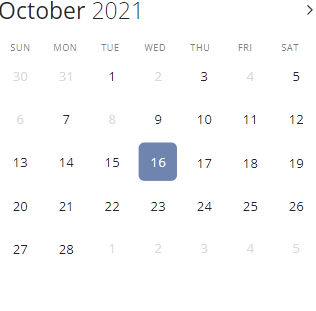 October 2021
SUN MON TUE WED THU FRI SAT
30 31 1 2 3 4 5
6 7 8 9 10 11 12
13 14 15 16 17 18 19
20 21 22 23 24 25 26
27 28 1 2 3 4 5